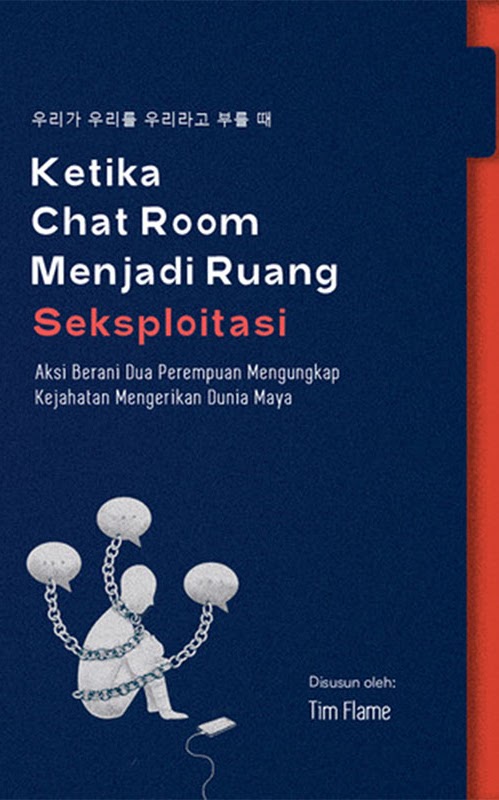 우리가 우리를 우리라고 부를 때
Ketika
Chat Room
Menjadi Ruang
Seksploitasi
Aksi Berani Dua Perempuan Mengungkap
Kejahatan Mengerikan Dunia Maya
Disusun oleh:
Tim Flame